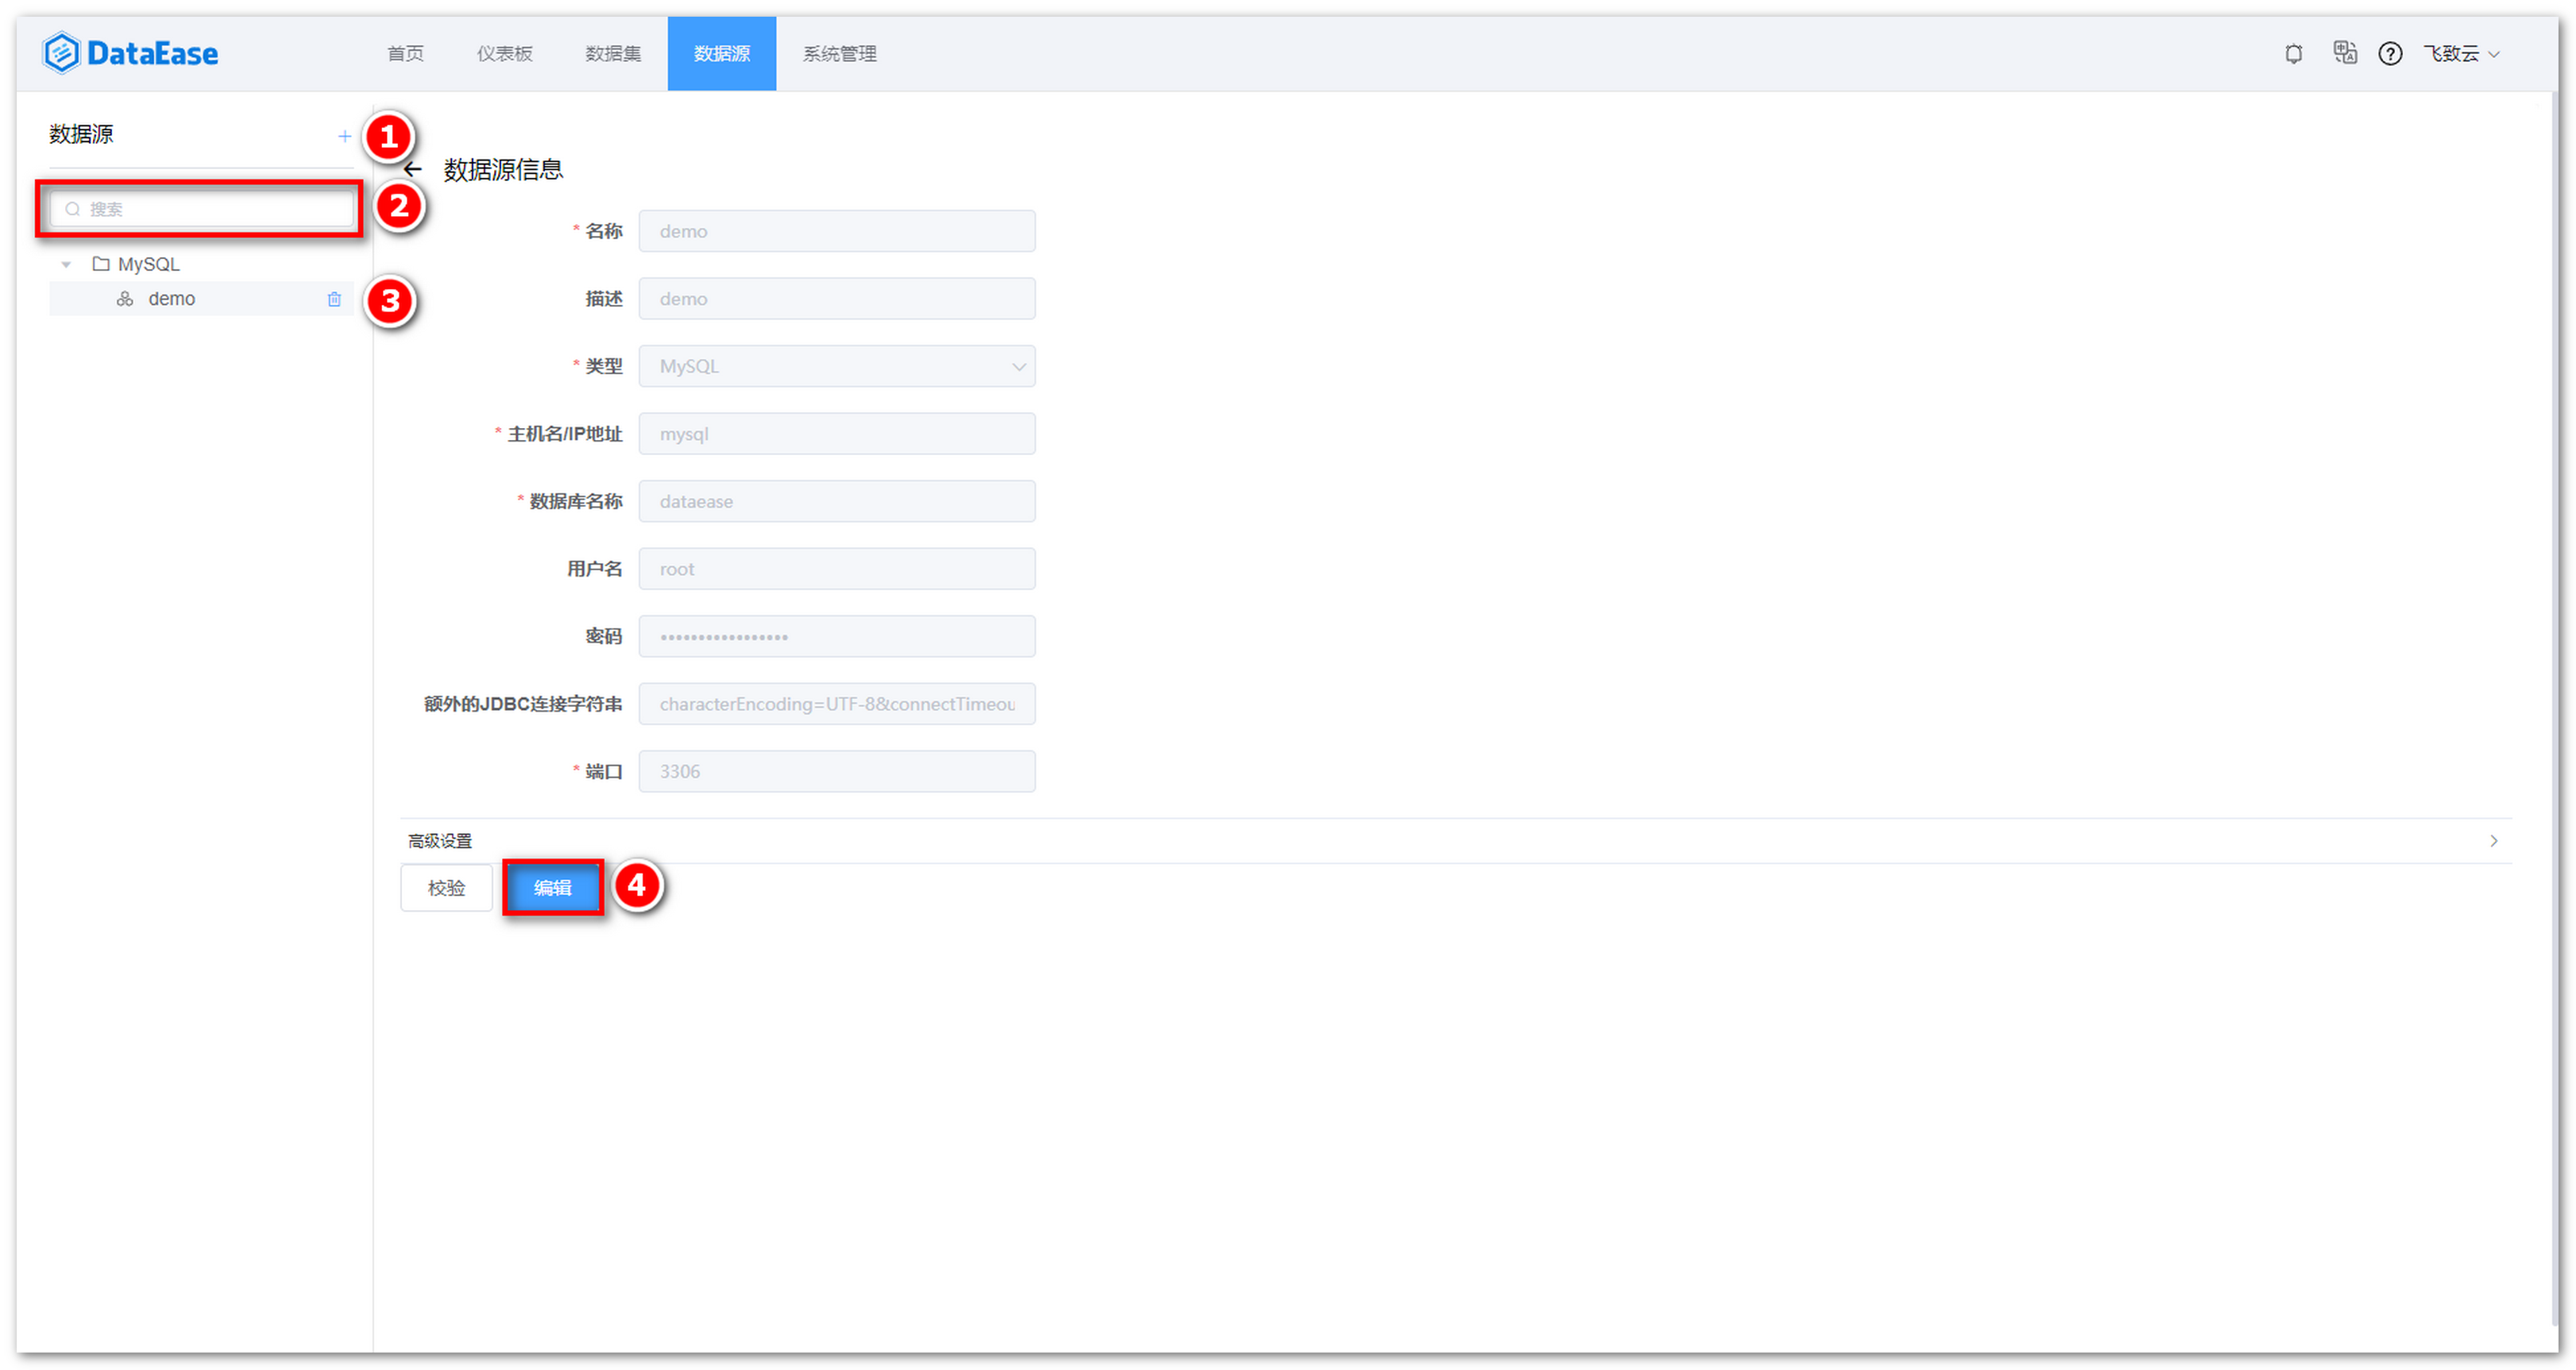 DataEase 首页 仪表板 数据集 数据源 系统管理 飞致云
数据源
1
搜索
2
MySQL
demo
3
数据源信息
* 名称 demo
描述 demo
* 类型 MySQL
* 主机名/IP地址 mysql
* 数据库名称 dataease
用户名 root
密码 •••••••••••••••••
额外的JDBC连接字符串 characterEncoding=UTF-8&connectTimeou
* 端口 3306
高级设置
校验 编辑 4